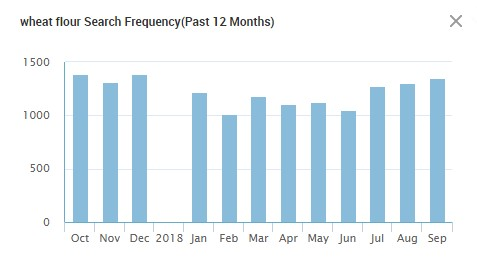 wheat flour Search Frequency(Past 12 Months)
1500
1000
500
0
Oct Nov Dec 2018 Jan Feb Mar Apr May Jun Jul Aug Sep